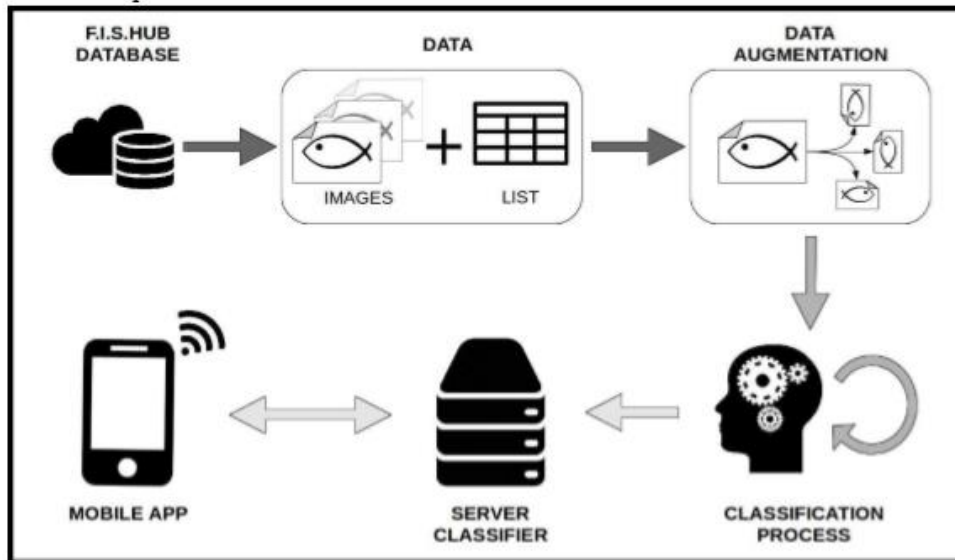 F.I.S.HUB
DATABASE
DATA
DATA
AUGMENTATION
IMAGES
LIST
MOBILE APP
SERVER
CLASSIFIER
CLASSIFICATION
PROCESS